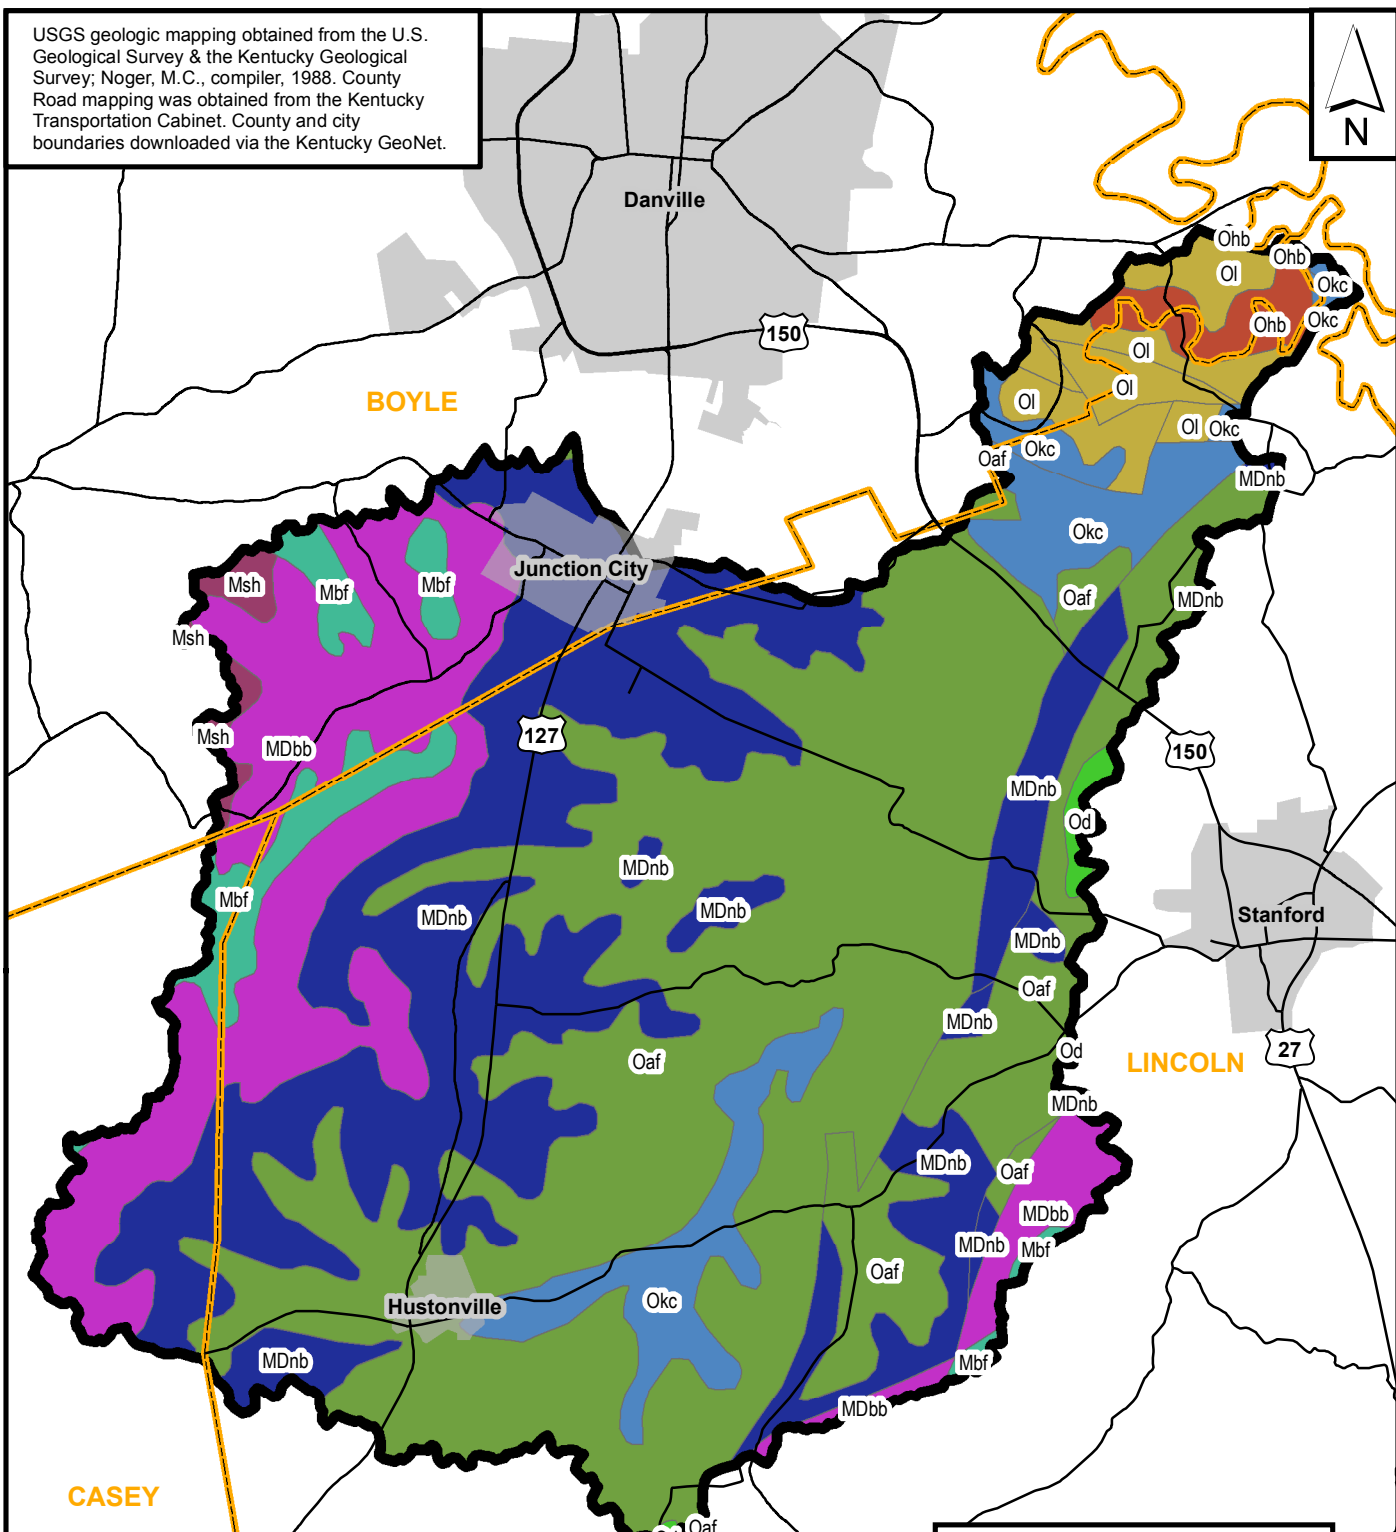 USGS geologic mapping obtained from the U.S.
Geological Survey & the Kentucky Geological
Survey; Noger, M.C., compiler, 1988. County
Road mapping was obtained from the Kentucky
Transportation Cabinet. County and city
boundaries downloaded via the Kentucky GeoNet.
N
Danville
Ohb
Ohb
Ol
Okc
Okc
Ohb
150
Ol
BOYLE
Ol
Ol
Ol
Okc
Okc
Oaf
MDnb
Okc
Junction City
Msh
Mbf
Mbf
Oaf
MDnb
Msh
Msh
127
MDbb
150
MDnb
Od
MDnb
Mbf
MDnb
MDnb
Stanford
MDnb
Oaf
MDnb
Oaf
Od
27
LINCOLN
MDnb
MDnb
Oaf
MDbb
MDnb
Mbf
Oaf
Okc
Hustonville
MDnb
Mbf
MDbb
CASEY
Oaf